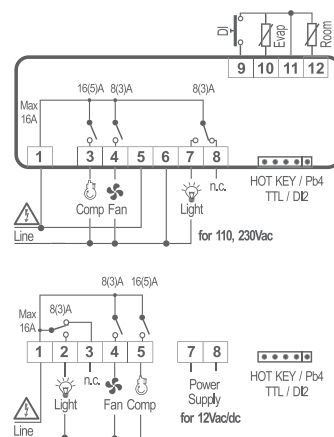 DI Evap Room
9 10 11 12
16(5)A 8(3)A 8(3)A
Max
16A
1 3 4 5 6 7 8
n.c.
Comp Fan Light
HOT KEY / Pb4
TTL / DI2
Line
for 110, 230Vac
8(3)A 16(5)A
Max 8(3)A
16A
1 2 3 4 5 7 8
n.c.
Light Fan Comp
Power
Supply
for 12Vac/dc
HOT KEY / Pb4
TTL / DI2
Line